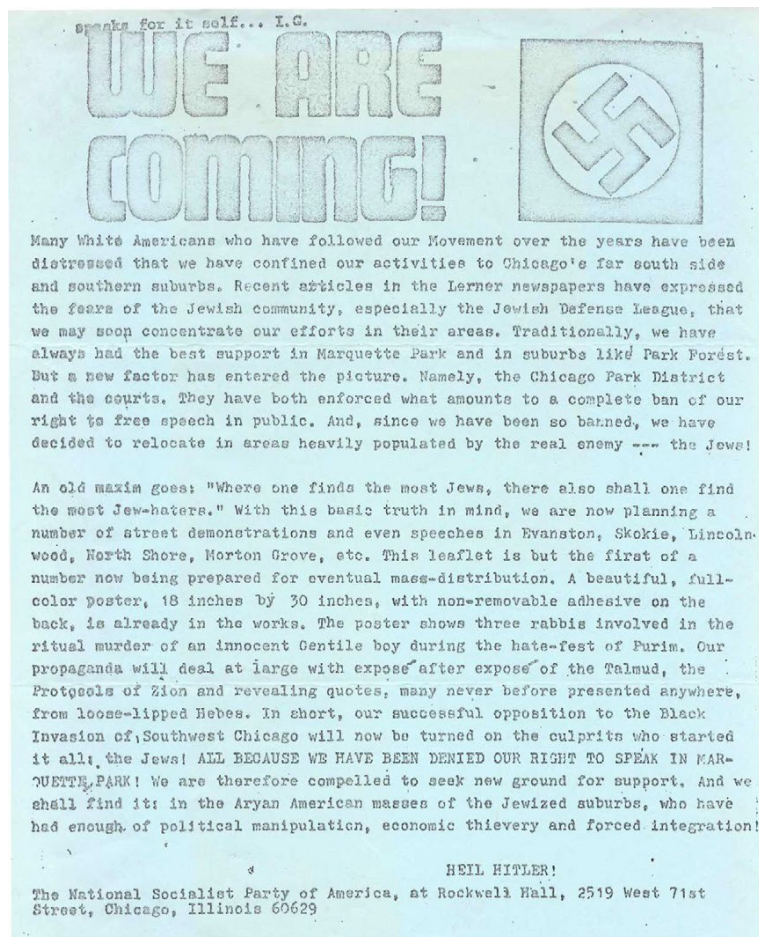 speaks for it self... I.G.
WE ARE
COMING!
Many White Americans who have followed our Movement over the years have been
distressed that we have confined our activities to Chicago's far south side
and southern suburbs. Recent articles in the Lerner newspapers have expressed
the fears of the Jewish community, especially the Jewish Defense League, that
we may soon concentrate our efforts in their areas. Traditionally, we have
always had the best support in Marquette Park and in suburbs like Park Forest.
But a new factor has entered the picture. Namely, the Chicago Park District
and the courts. They have both enforced what amounts to a complete ban of our
right to free speech in public. And, since we have been so banned, we have
decided to relocate in areas heavily populated by the real enemy --- the Jews!
An old maxim goes: "Where one finds the most Jews, there also shall one find
the most Jew-haters." With this basic truth in mind, we are now planning a
number of street demonstrations and even speeches in Evanston, Skokie, Lincoln-
wood, North Shore, Morton Grove, etc. This leaflet is but the first of a
number now being prepared for eventual mass-distribution. A beautiful, full-
color poster, 18 inches by 30 inches, with non-removable adhesive on the
back, is already in the works. The poster shows three rabbis involved in the
ritual murder of an innocent Gentile boy during the hate-fest of Purim. Our
propaganda will deal at large with expose after expose of the Talmud, the
Protocols of Zion and revealing quotes, many never before presented anywhere,
from loose-lipped Hebes. In short, our successful opposition to the Black
Invasion of Southwest Chicago will now be turned on the culprits who started
it all: the Jews! ALL BECAUSE WE HAVE BEEN DENIED OUR RIGHT TO SPEAK IN MAR-
QUETTE PARK! We are therefore compelled to seek new ground for support. And we
shall find it: in the Aryan American masses of the Jewized suburbs, who have
had enough of political manipulation, economic thievery and forced integration!
HEIL HITLER!
The National Socialist Party of America, at Rockwell Hall, 2519 West 71st
Street, Chicago, Illinois 60629